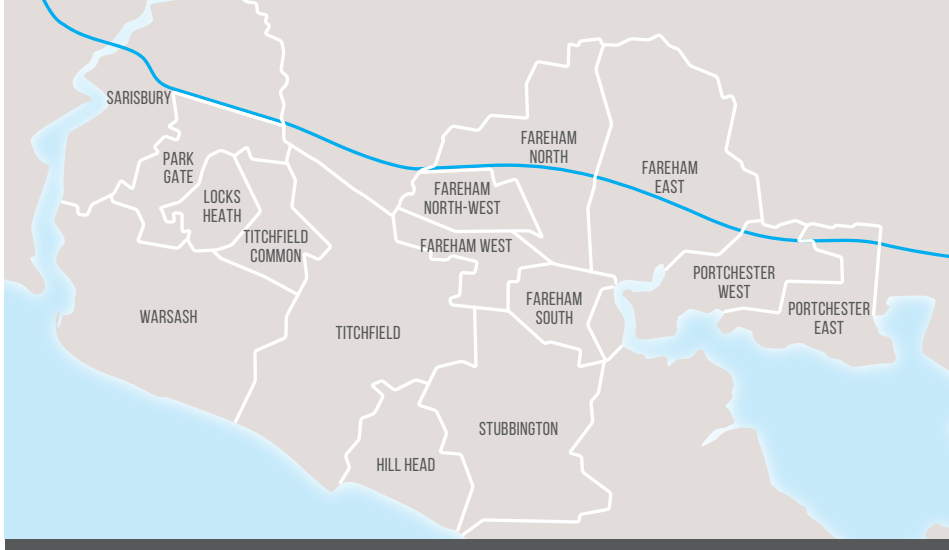 SARISBURY
PARK
GATE
LOCKS
HEATH
TITCHFIELD
COMMON
WARSASH
TITCHFIELD
FAREHAM
NORTH
FAREHAM
EAST
FAREHAM
NORTH-WEST
FAREHAM WEST
FAREHAM
SOUTH
PORTCHESTER
WEST
PORTCHESTER
EAST
STUBBINGTON
HILL HEAD